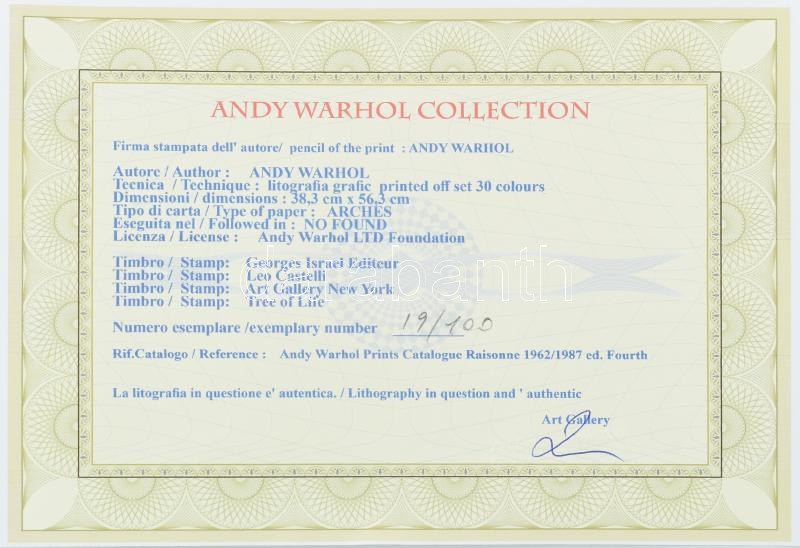 ANDY WARHOL COLLECTION
Firma stampata dell' autore/ pencil of the print : ANDY WARHOL
Autore / Author : ANDY WARHOL
Tecnica / Technique : litografia grafic printed off set 30 colours
Dimensioni / dimensions : 38,3 cm x 56,3 cm
Tipo di carta / Type of paper : ARCHES
Eseguita nel / Followed in : NO FOUND
Licenza / License : Andy Warhol LTD Foundation
Timbro / Stamp: Georges Israel Editeur
Timbro / Stamp: Leo Castelli
Timbro / Stamp: Art Gallery New York
Timbro / Stamp: Tree of Life
darabanth
Numero esemplare /exemplary number 19/100
Rif.Catalogo / Reference : Andy Warhol Prints Catalogue Raisonne 1962/1987 ed. Fourth
La litografia in questione e' autentica. / Lithography in question and ' authentic
Art Gallery